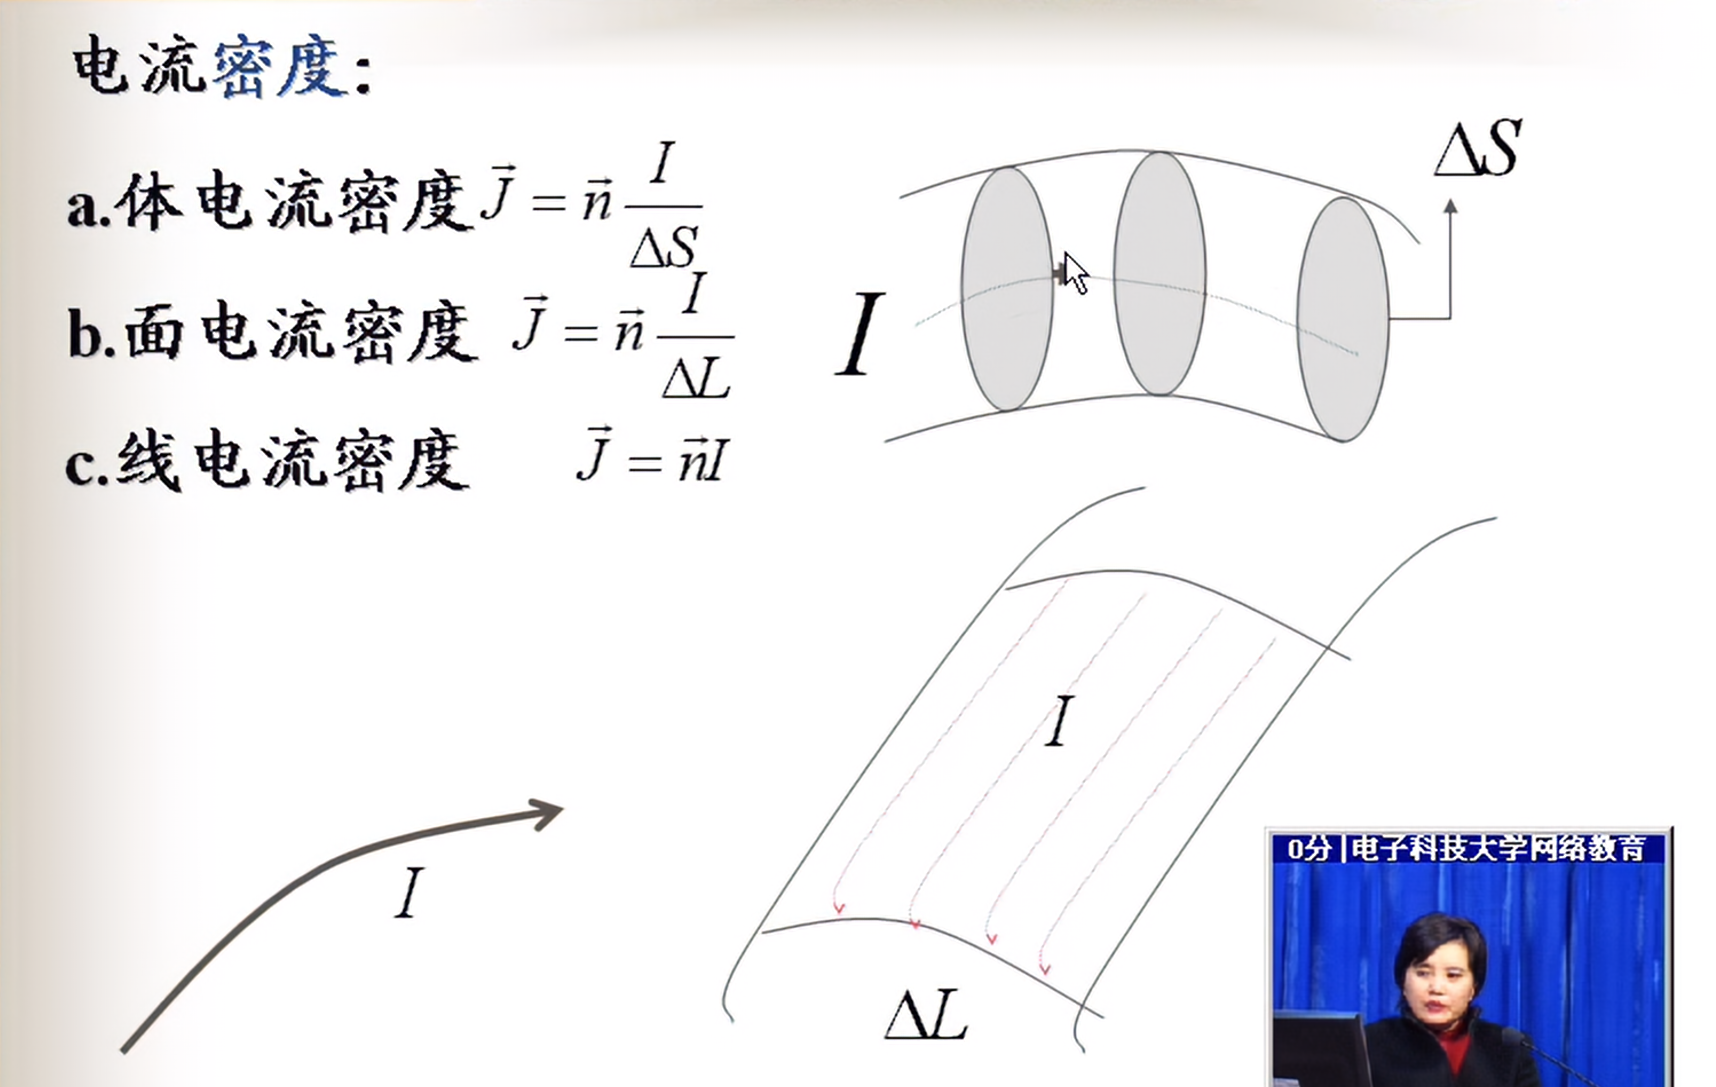 电流密度:
a.体电流密度 $\vec{J} = \vec{n}\frac{I}{\Delta S}$
b.面电流密度 $\vec{J} = \vec{n}\frac{I}{\Delta L}$
c.线电流密度 $\vec{J} = \vec{n}I$
ΔS
I
I
I
ΔL
0分|电子科技大学网络教育